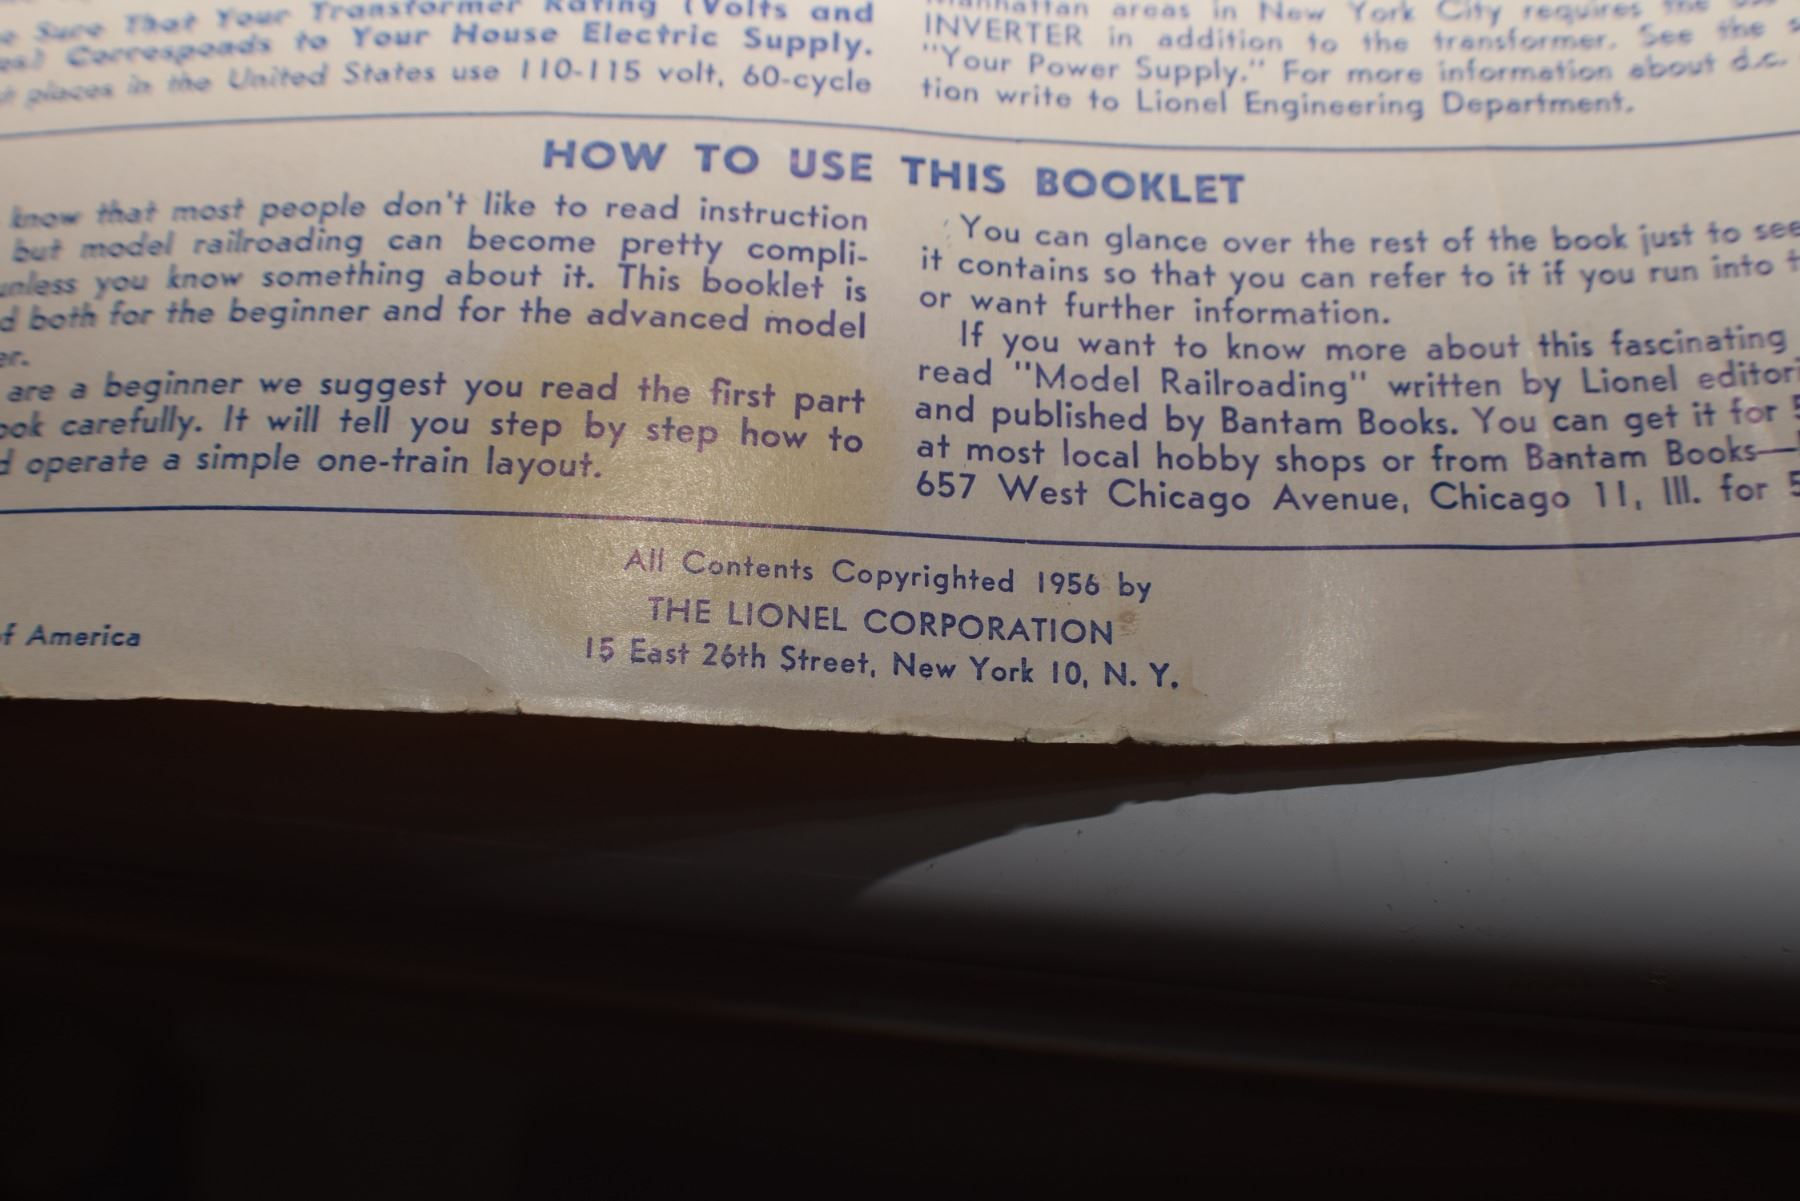 Sure That Your Transformer Rating (Volts and
Corresponds to Your House Electric Supply.
places in the United States use 110-115 volt, 60-cycle
Manhattan areas in New York City requires the
INVERTER in addition to the transformer. See the
"Your Power Supply." For more information about d.c.
tion write to Lionel Engineering Department.
HOW TO USE THIS BOOKLET
know that most people don't like to read instruction
but model railroading can become pretty compli-
unless you know something about it. This booklet is
both for the beginner and for the advanced model
er.
are a beginner we suggest you read the first part
carefully. It will tell you step by step how to
operate a simple one-train layout.
You can glance over the rest of the book just to see
it contains so that you can refer to it if you run into
or want further information.
If you want to know more about this fascinating
read "Model Railroading" written by Lionel editori
and published by Bantam Books. You can get it for 5
at most local hobby shops or from Bantam Books—
657 West Chicago Avenue, Chicago 11, Ill. for 5
All Contents Copyrighted 1956 by
THE LIONEL CORPORATION
15 East 26th Street, New York 10, N. Y.
of America